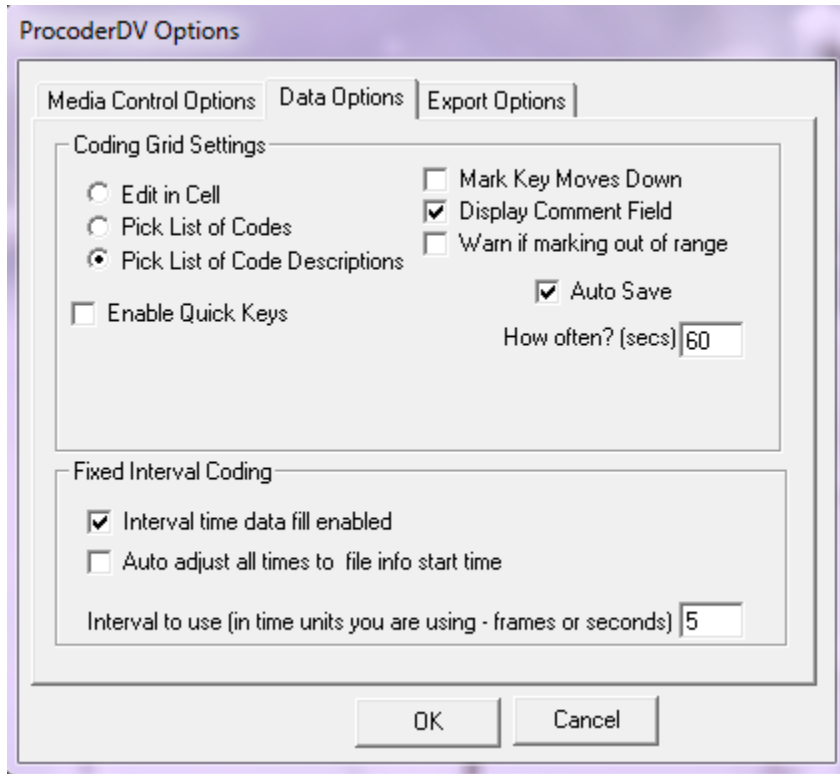 ProcoderDV Options
Media Control Options
Data Options
Export Options
Coding Grid Settings
Edit in Cell
Pick List of Codes
Pick List of Code Descriptions
Enable Quick Keys
Mark Key Moves Down
Display Comment Field
Warn if marking out of range
Auto Save
How often? (secs) 60
Fixed Interval Coding
Interval time data fill enabled
Auto adjust all times to  file info start time
Interval to use (in time units you are using - frames or seconds) 5
OK
Cancel